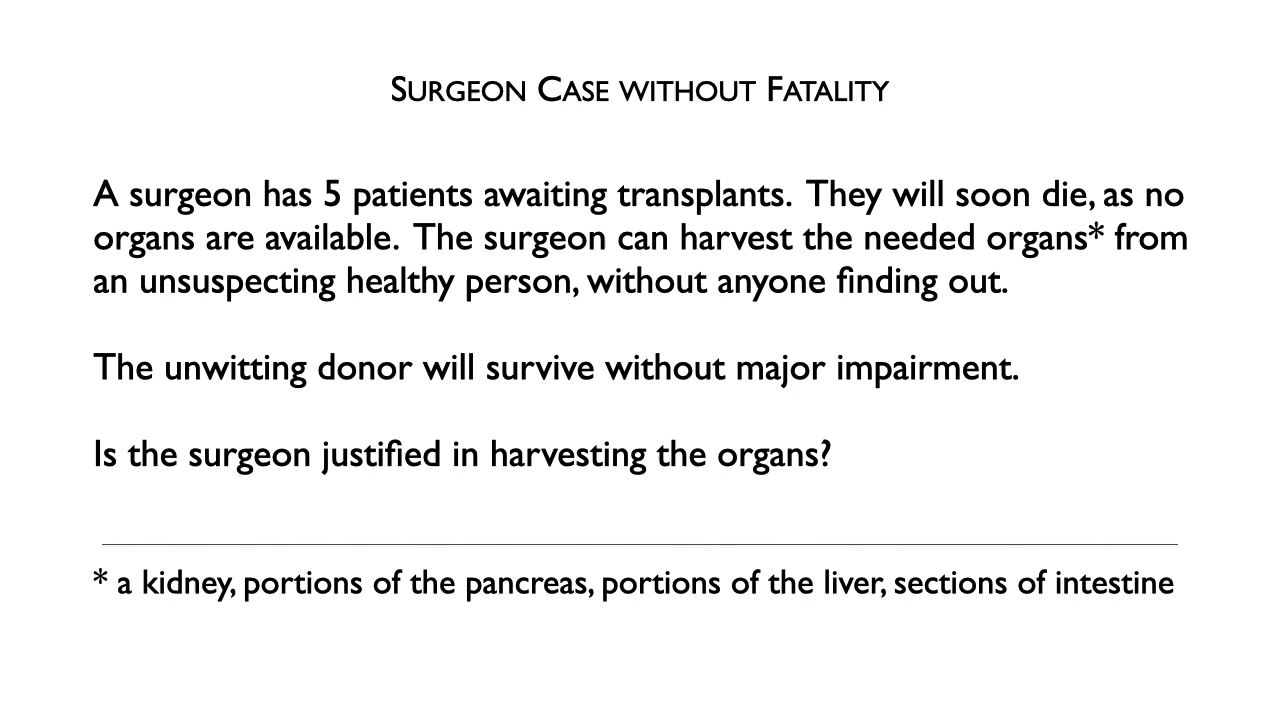 SURGEON CASE WITHOUT FATALITY
A surgeon has 5 patients awaiting transplants. They will soon die, as no
organs are available. The surgeon can harvest the needed organs* from
an unsuspecting healthy person, without anyone finding out.
The unwitting donor will survive without major impairment.
Is the surgeon justified in harvesting the organs?
* a kidney, portions of the pancreas, portions of the liver, sections of intestine